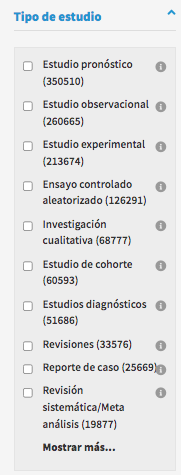 Tipo de estudio
Estudio pronóstico
(350510)
Estudio observacional
(260665)
Estudio experimental
(213674)
Ensayo controlado
aleatorizado (126291)
Investigación
cualitativa (68777)
Estudio de cohorte
(60593)
Estudios diagnósticos
(51686)
Revisiones (33576)
Reporte de caso (25669)
Revisión
sistemática/Meta
análisis (19877)
Mostrar más...